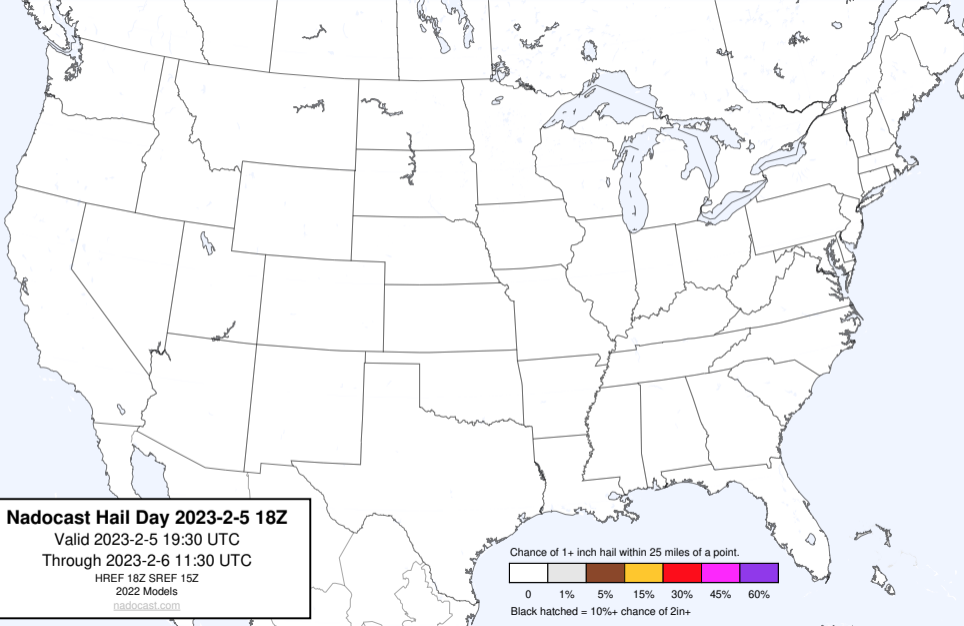 Nadocast Hail Day 2023-2-5 18Z
Valid 2023-2-5 19:30 UTC
Through 2023-2-6 11:30 UTC
HREF 18Z SREF 15Z
2022 Models
nadocast.com
Chance of 1+ inch hail within 25 miles of a point.
0 1% 5% 15% 30% 45% 60%
Black hatched = 10%+ chance of 2in+